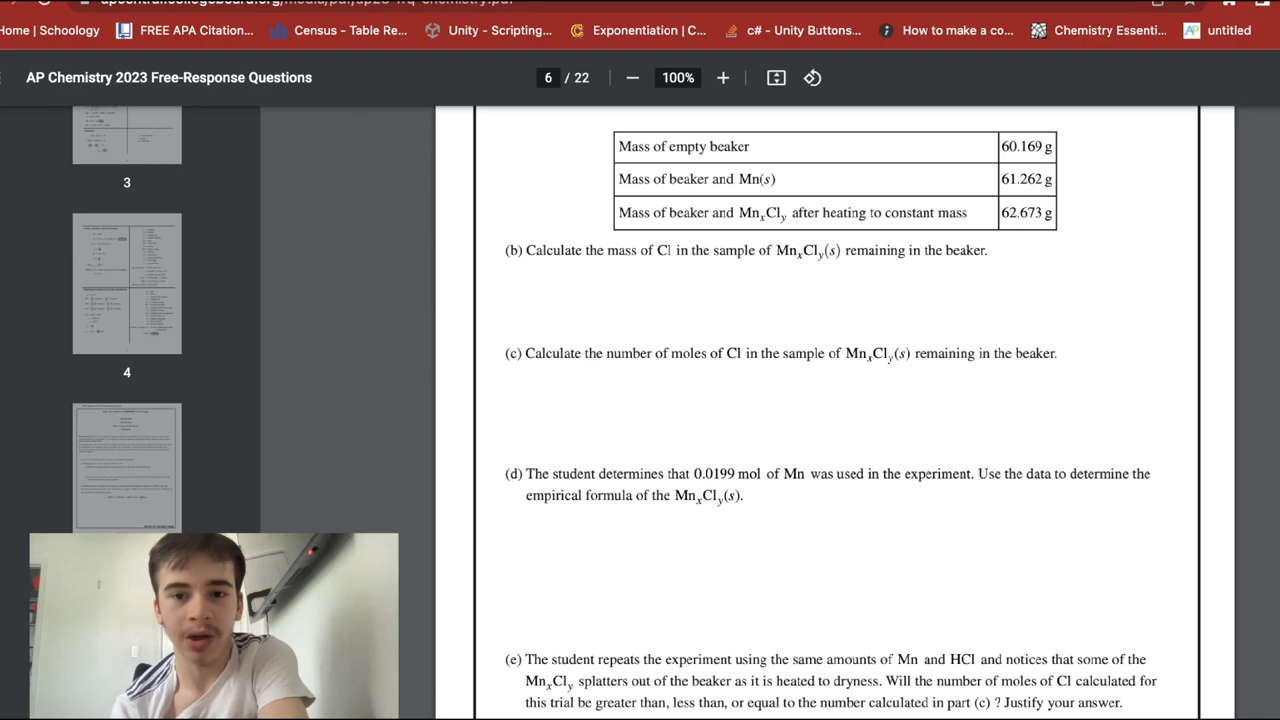 Home | Schoology FREE APA Citation... Census - Table Re... Unity - Scripting... Exponentiation | C... c# - Unity Buttons... How to make a co... Chemistry Essenti... AP untitled
AP Chemistry 2023 Free-Response Questions 6 / 22 100%
3
4
Mass of empty beaker 60.169 g
Mass of beaker and Mn(s) 61.262 g
Mass of beaker and MnxCly after heating to constant mass 62.673 g
(b) Calculate the mass of Cl in the sample of MnxCly(s) remaining in the beaker.
(c) Calculate the number of moles of Cl in the sample of MnxCly(s) remaining in the beaker.
(d) The student determines that 0.0199 mol of Mn was used in the experiment. Use the data to determine the
empirical formula of the MnxCly(s).
(e) The student repeats the experiment using the same amounts of Mn and HCl and notices that some of the
MnxCly splatters out of the beaker as it is heated to dryness. Will the number of moles of Cl calculated for
this trial be greater than, less than, or equal to the number calculated in part (c) ? Justify your answer.